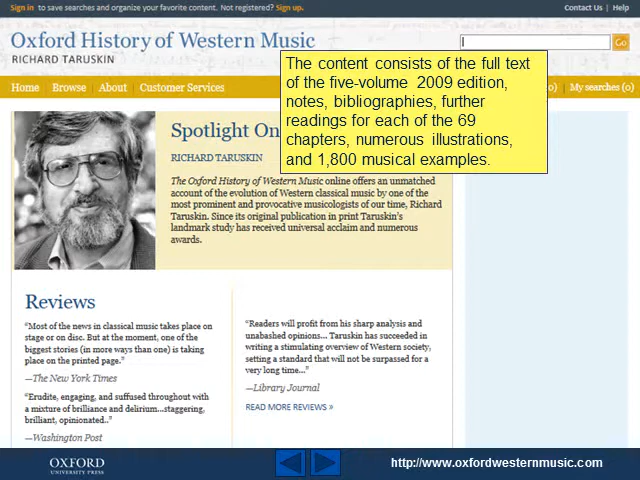 Sign in to save searches and organize your favorite content. Not registered? Sign up.
Contact Us | Help
Oxford History of Western Music
RICHARD TARUSKIN
Go
Home Browse About Customer Services
(0) My searches (0)
The content consists of the full text
of the five-volume 2009 edition,
notes, bibliographies, further
readings for each of the 69
chapters, numerous illustrations,
and 1,800 musical examples.
Spotlight On
RICHARD TARUSKIN
The Oxford History of Western Music online offers an unmatched
account of the evolution of Western classical music by one of the
most prominent and provocative musicologists of our time, Richard
Taruskin. Since its original publication in print Taruskin's
landmark study has received universal acclaim and numerous
awards.
Reviews
“Most of the news in classical music takes place on
stage or on disc. But at the moment, one of the
biggest stories (in more ways than one) is taking
place on the printed page.”
—The New York Times
“Erudite, engaging, and suffused throughout with
a mixture of brilliance and delirium...staggering,
brilliant, opinionated..”
—Washington Post
“Readers will profit from his sharp analysis and
unabashed opinions... Taruskin has succeeded in
writing a stimulating overview of Western society,
setting a standard that will not be surpassed for a
very long time...”
—Library Journal
READ MORE REVIEWS »
OXFORD
UNIVERSITY PRESS
http://www.oxfordwesternmusic.com